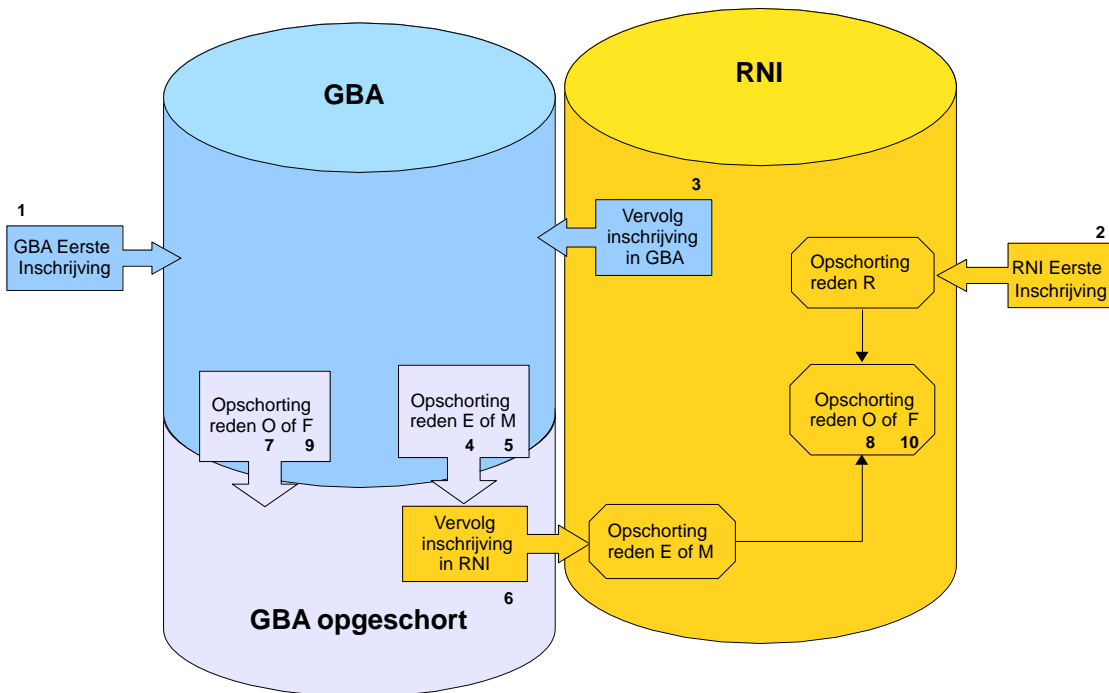 GBA
RNI
1
GBA Eerste
Inschrijving
3
Vervolg
inschrijving
in GBA
2
RNI Eerste
Inschrijving
Opschorting
reden R
Opschorting
reden O of F
7 9
Opschorting
reden E of M
4 5
Opschorting
reden O of F
8 10
Vervolg
inschrijving
in RNI
6
Opschorting
reden E of M
GBA opgeschort